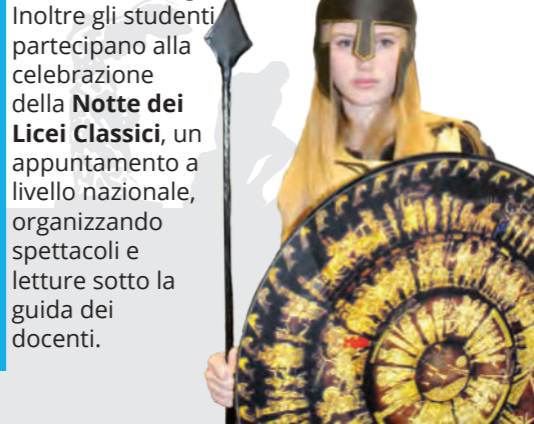 Inoltre gli studenti
partecipano alla
celebrazione
della Notte dei
Licei Classici, un
appuntamento a
livello nazionale,
organizzando
spettacoli e
letture sotto la
guida dei
docenti.